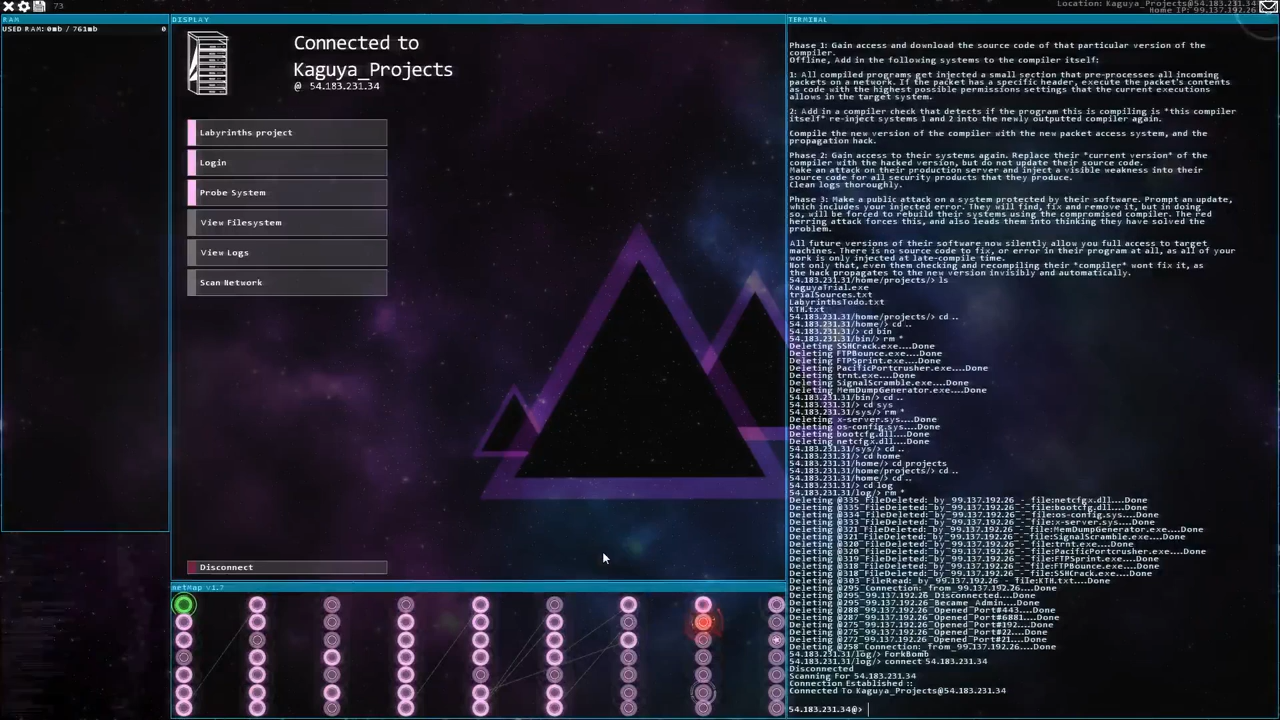 73
Location: Kaguya_Projects@54.183.231.34
Home IP: 99.137.192.26
RAM
USED RAM: 0mb / 761mb
0
DISPLAY
Connected to
Kaguya_Projects
@ 54.183.231.34
Labyrinths project
Login
Probe System
View Filesystem
View Logs
Scan Network
Disconnect
netMap v1.7
TERMINAL
Phase 1: Gain access and download the source code of that particular version of the
compiler.
Offline, Add in the following systems to the compiler itself:
1: All compiled programs get injected a small section that pre-processes all incoming
packets on a network. If the packet has a specific header, execute the packet's contents
as code with the highest possible permissions settings that the current executions
allows in the target system.
2: Add in a compiler check that detects if the program this is compiling is *this compiler
itself* re-inject systems 1 and 2 into the newly outputted compiler again.
Compile the new version of the compiler with the new packet access system, and the
propagation hack.
Phase 2: Gain access to their systems again. Replace their *current version* of the
compiler with the hacked version, but do not update their source code.
Make an attack on their production server and inject a visible weakness into their
source code for all security products that they produce.
Clean logs thoroughly.
Phase 3: Make a public attack on a system protected by their software. Prompt an update,
which includes your injected error. They will find, fix and remove it, but in doing
so, will be forced to rebuild their systems using the compromised compiler. The red
herring attack forces this, and also leads them into thinking they have solved the
problem.
All future versions of their software now silently allow you full access to target
machines. There is no source code to fix, or error in their program at all, as all of your
work is only injected at late-compile time.
Not only that, even them checking and recompiling their *compiler* wont fix it, as
the hack propagates to the new version invisibly and automatically.
54.183.231.31/home/projects/> ls
KaguyaTrial.exe
trialSources.txt
LabyrinthsTodo.txt
KTH.txt
54.183.231.31/home/projects/> cd ..
54.183.231.31/home/> cd ..
54.183.231.31/> cd bin
54.183.231.31/bin/> rm *
Deleting SSHCrack.exe....Done
Deleting FTPBounce.exe....Done
Deleting FTPSprint.exe....Done
Deleting PacificPortcrusher.exe....Done
Deleting trnt.exe....Done
Deleting SignalScramble.exe....Done
Deleting MemDumpGenerator.exe....Done
54.183.231.31/bin/> cd ..
54.183.231.31/> cd sys
54.183.231.31/sys/> rm *
Deleting x-server.sys....Done
Deleting os-config.sys....Done
Deleting bootcfg.dll....Done
Deleting netcfgx.dll....Done
54.183.231.31/sys/> cd ..
54.183.231.31/> cd home
54.183.231.31/home/> cd projects
54.183.231.31/home/projects/> cd ..
54.183.231.31/home/> cd ..
54.183.231.31/> cd log
54.183.231.31/log/> rm *
Deleting @335_FileDeleted:_by_99.137.192.26_-_file:netcfgx.dll....Done
Deleting @335_FileDeleted:_by_99.137.192.26_-_file:bootcfg.dll....Done
Deleting @334_FileDeleted:_by_99.137.192.26_-_file:os-config.sys....Done
Deleting @333_FileDeleted:_by_99.137.192.26_-_file:x-server.sys....Done
Deleting @321_FileDeleted:_by_99.137.192.26_-_file:MemDumpGenerator.exe....Done
Deleting @321_FileDeleted:_by_99.137.192.26_-_file:SignalScramble.exe....Done
Deleting @320_FileDeleted:_by_99.137.192.26_-_file:trnt.exe....Done
Deleting @320_FileDeleted:_by_99.137.192.26_-_file:PacificPortcrusher.exe....Done
Deleting @319_FileDeleted:_by_99.137.192.26_-_file:FTPSprint.exe....Done
Deleting @318_FileDeleted:_by_99.137.192.26_-_file:FTPBounce.exe....Done
Deleting @318_FileDeleted:_by_99.137.192.26_-_file:SSHCrack.exe....Done
Deleting @303_FileRead:_by_99.137.192.26_-_file:KTH.txt....Done
Deleting @295_Connection:_from_99.137.192.26....Done
Deleting @295_99.137.192.26_Disconnected....Done
Deleting @295_99.137.192.26_Became_Admin....Done
Deleting @288_99.137.192.26_Opened_Port#443....Done
Deleting @286_99.137.192.26_Opened_Port#6881....Done
Deleting @275_99.137.192.26_Opened_Port#192....Done
Deleting @275_99.137.192.26_Opened_Port#22....Done
Deleting @272_99.137.192.26_Opened_Port#21....Done
Deleting @258_Connection:_from_99.137.192.26....Done
54.183.231.31/log/> ForkBomb
54.183.231.31/log/> connect 54.183.231.34
Disconnected
Scanning For 54.183.231.34
Connection Established ::
Connected To Kaguya_Projects@54.183.231.34
54.183.231.34@>